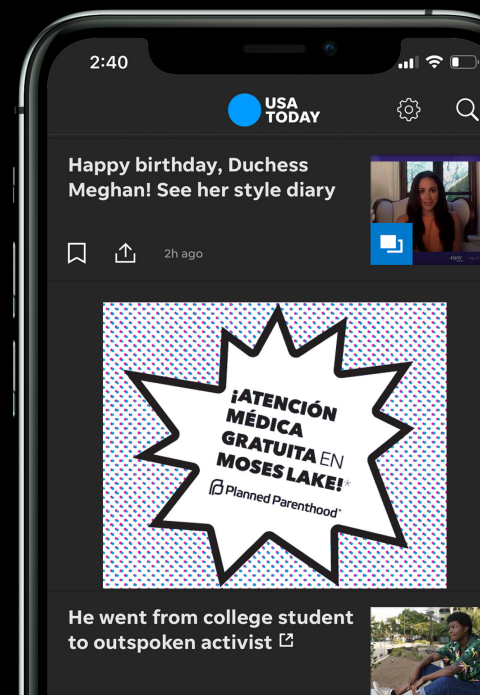 2:40
USA
TODAY
Happy birthday, Duchess
Meghan! See her style diary
2h ago
¡ATENCIÓN
MÉDICA
GRATUITA EN
MOSES LAKE!*
Planned Parenthood®
He went from college student
to outspoken activist